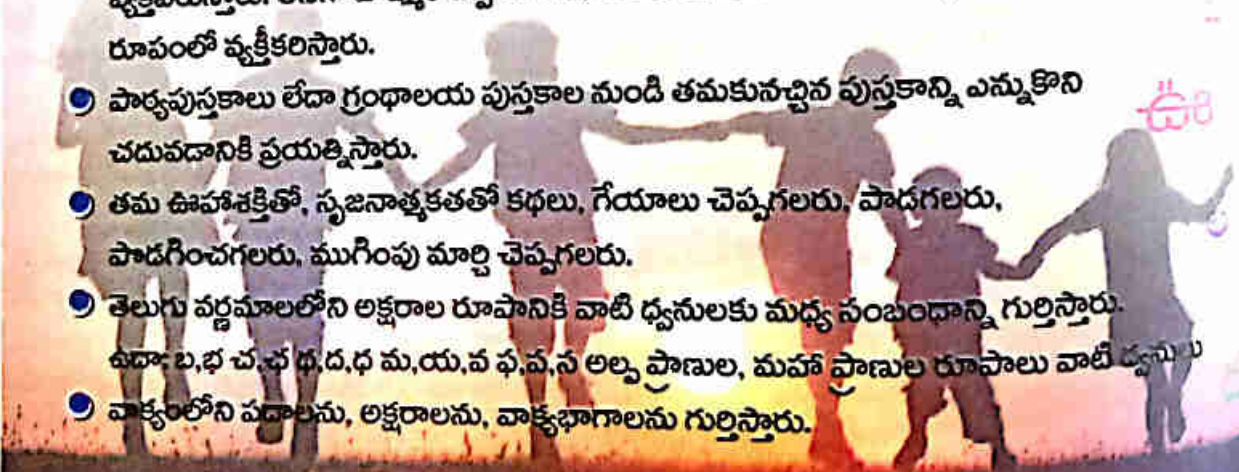 వ్యక్తపరుస్తారు.
రూపంలో వ్యక్తీకరిస్తారు.
పాఠ్యపుస్తకాలు లేదా గ్రంథాలయ పుస్తకాల నుండి తమకునచ్చిన పుస్తకాన్ని ఎన్నుకొని
చదువడానికి ప్రయత్నిస్తారు.
తమ ఊహాశక్తితో, సృజనాత్మకతతో కథలు, గేయాలు చెప్పగలరు, పాడగలరు,
పొడగించగలరు, ముగింపు మార్చి చెప్పగలరు.
తెలుగు వర్ణమాలలోని అక్షరాల రూపానికి వాటి ధ్వనులకు మధ్య సంబంధాన్ని గుర్తిస్తారు.
ఉదా: బ,భ చ,ఛ థ,ద,ధ మ,య,వ ఫ,ప,న అల్ప ప్రాణుల, మహా ప్రాణుల రూపాలు వాటి ధ్వనులు
వాక్యంలోని పదాలను, అక్షరాలను, వాక్యభాగాలను గుర్తిస్తారు.